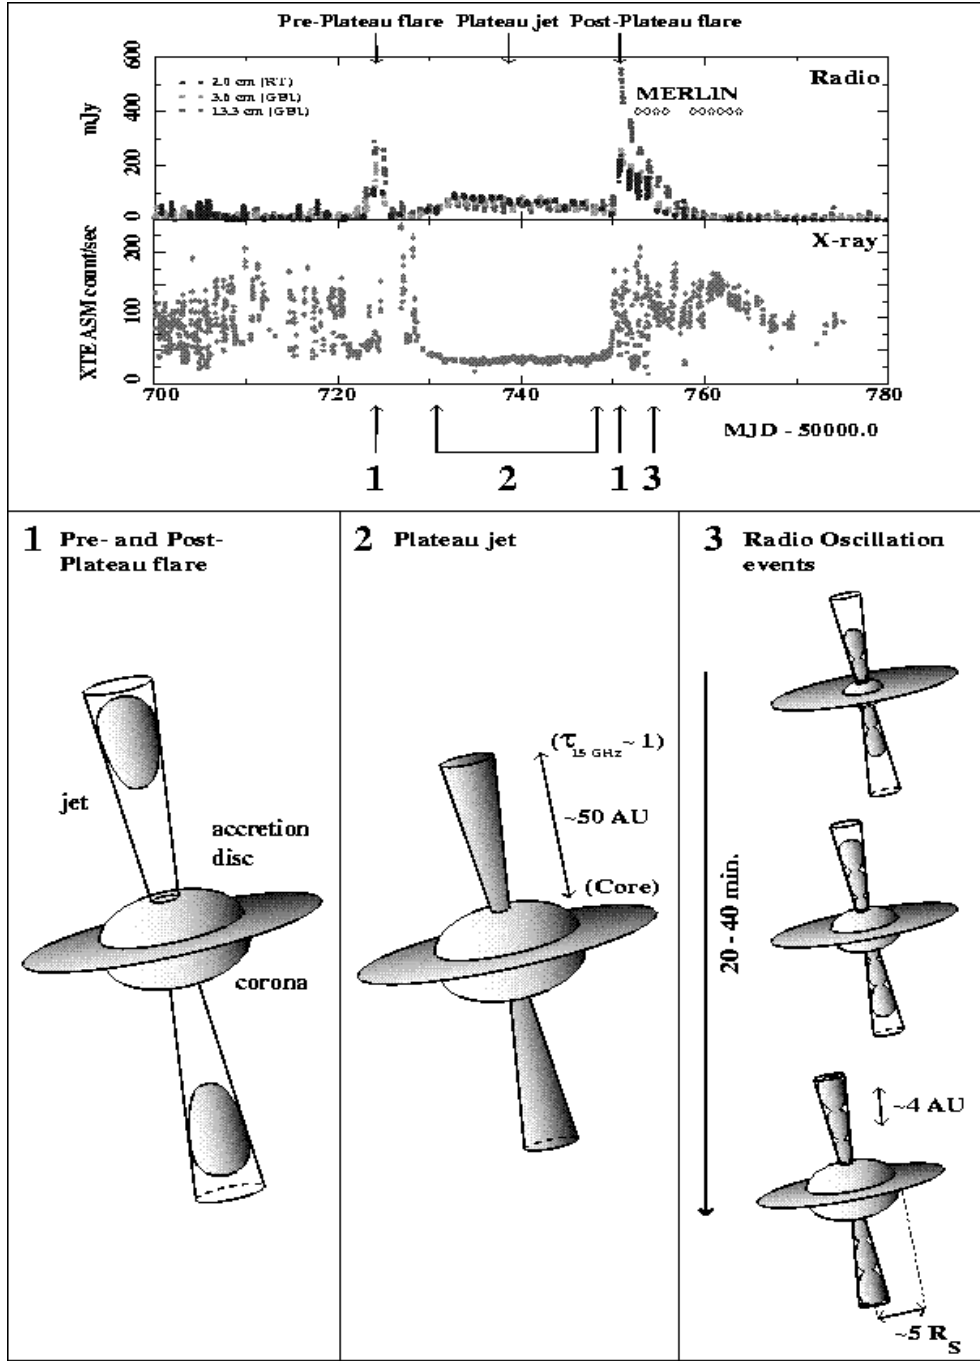 Pre-Plateau flare Plateau jet Post-Plateau flare
600
400
200
0
mJy
2.0 cm (RT)
3.6 cm (GBI)
13.3 cm (GBI)
Radio
MERLIN
200
100
0
XTE ASM count/sec
X-ray
700 720 740 760 780
MJD - 50000.0
1 2 1 3
1 Pre- and Post-
Plateau flare
jet
accretion
disc
corona
2 Plateau jet
(τ15 GHz ~ 1)
~50 AU
(Core)
3 Radio Oscillation
events
20 - 40 min.
~4 AU
~5 RS